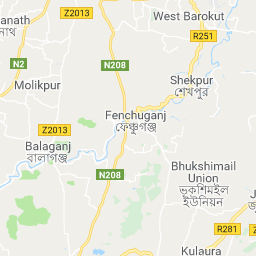 anath
নাথ
Z2013
West Barokut
R251
N2
N208
Molikpur
Shekpur
শেখপুর
Fenchuganj
ফেঞ্চুগঞ্জ
Z2013
Balaganj
বালাগঞ্জ
N208
Bhukshimail
Union
ভূকশিমইল
ইউনিয়ন
J
R281
Kulaura